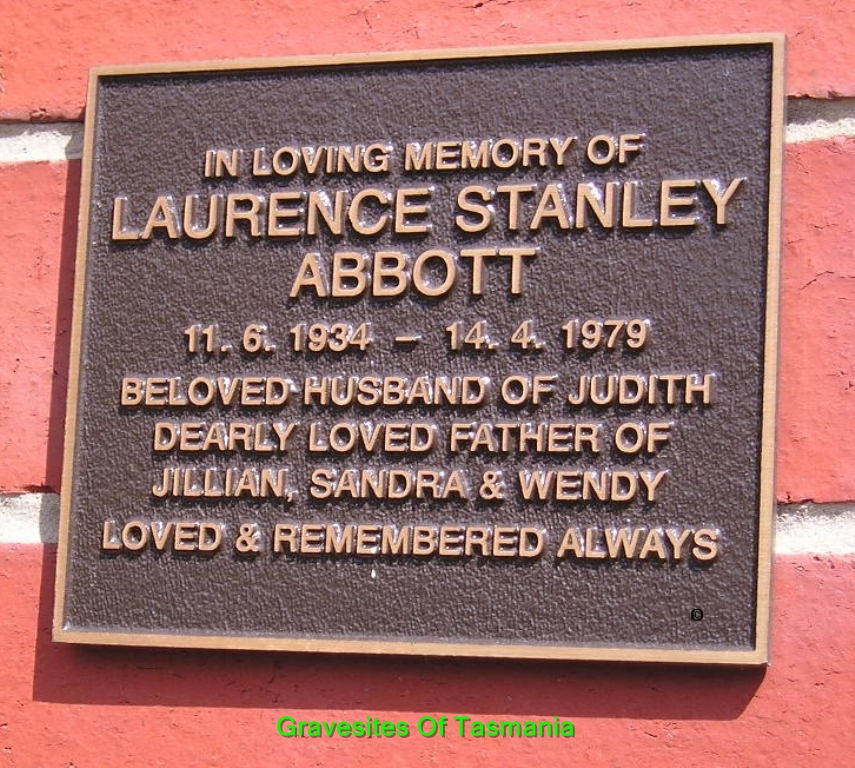 IN LOVING MEMORY OF
LAURENCE STANLEY
ABBOTT
11. 6. 1934 – 14. 4. 1979
BELOVED HUSBAND OF JUDITH
DEARLY LOVED FATHER OF
JILLIAN, SANDRA & WENDY
LOVED & REMEMBERED ALWAYS
©
Gravesites Of Tasmania